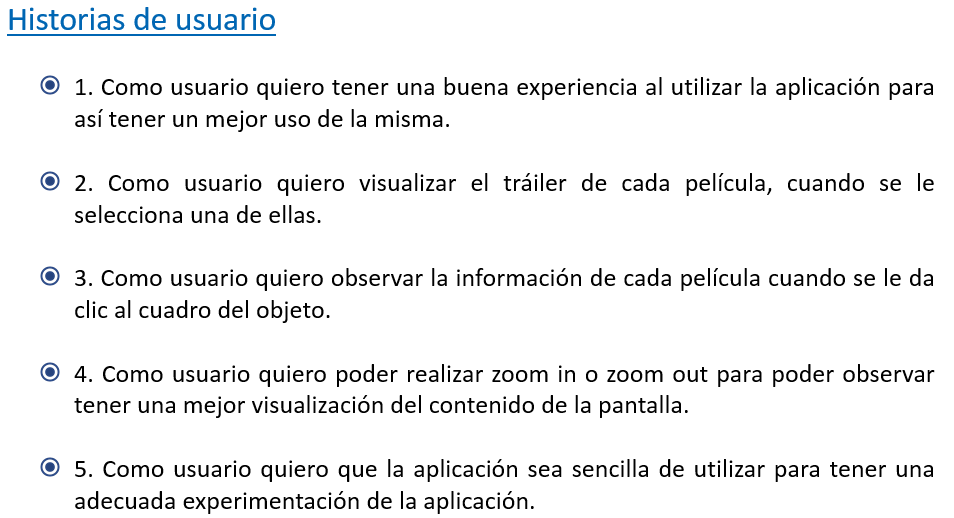 Historias de usuario
1. Como usuario quiero tener una buena experiencia al utilizar la aplicación para
así tener un mejor uso de la misma.
2. Como usuario quiero visualizar el tráiler de cada película, cuando se le
selecciona una de ellas.
3. Como usuario quiero observar la información de cada película cuando se le da
clic al cuadro del objeto.
4. Como usuario quiero poder realizar zoom in o zoom out para poder observar
tener una mejor visualización del contenido de la pantalla.
5. Como usuario quiero que la aplicación sea sencilla de utilizar para tener una
adecuada experimentación de la aplicación.